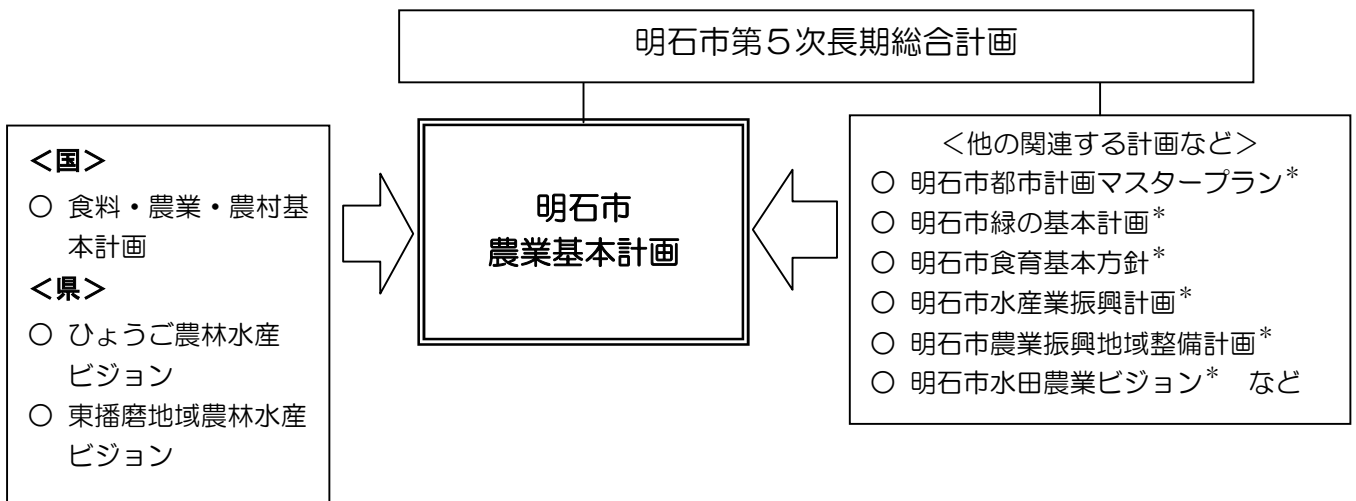 明石市第5次長期総合計画
<国>
○ 食料・農業・農村基
本計画
<県>
○ ひょうご農林水産
ビジョン
○ 東播磨地域農林水産
ビジョン
明石市
農業基本計画
<他の関連する計画など>
○ 明石市都市計画マスタープラン*
○ 明石市緑の基本計画*
○ 明石市食育基本方針*
○ 明石市水産業振興計画*
○ 明石市農業振興地域整備計画*
○ 明石市水田農業ビジョン* など